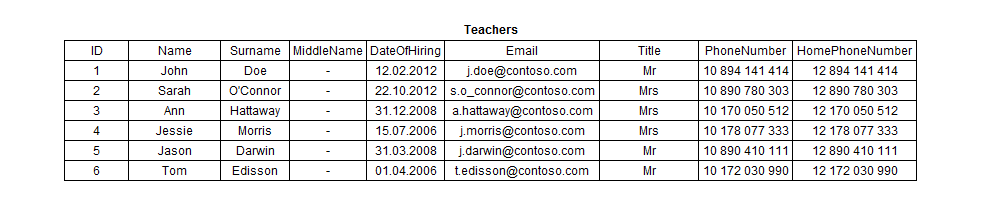 Teachers
ID Name Surname MiddleName DateOfHiring Email Title PhoneNumber HomePhoneNumber
1 John Doe - 12.02.2012 j.doe@contoso.com Mr 10 894 141 414 12 894 141 414
2 Sarah O'Connor - 22.10.2012 s.o_connor@contoso.com Mrs 10 890 780 303 12 890 780 303
3 Ann Hattaway - 31.12.2008 a.hattaway@contoso.com Mrs 10 170 050 512 12 170 050 512
4 Jessie Morris - 15.07.2006 j.morris@contoso.com Mrs 10 178 077 333 12 178 077 333
5 Jason Darwin - 31.03.2008 j.darwin@contoso.com Mr 10 890 410 111 12 890 410 111
6 Tom Edisson - 01.04.2006 t.edisson@contoso.com Mr 10 172 030 990 12 172 030 990